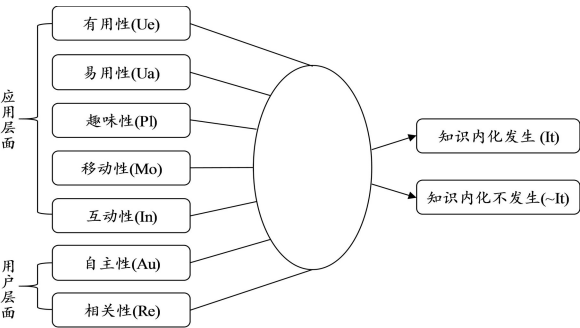 应用层面
有用性(Ue)
易用性(Ua)
趣味性(Pl)
移动性(Mo)
互动性(In)
用户层面
自主性(Au)
相关性(Re)
知识内化发生 (It)
知识内化不发生(~It)